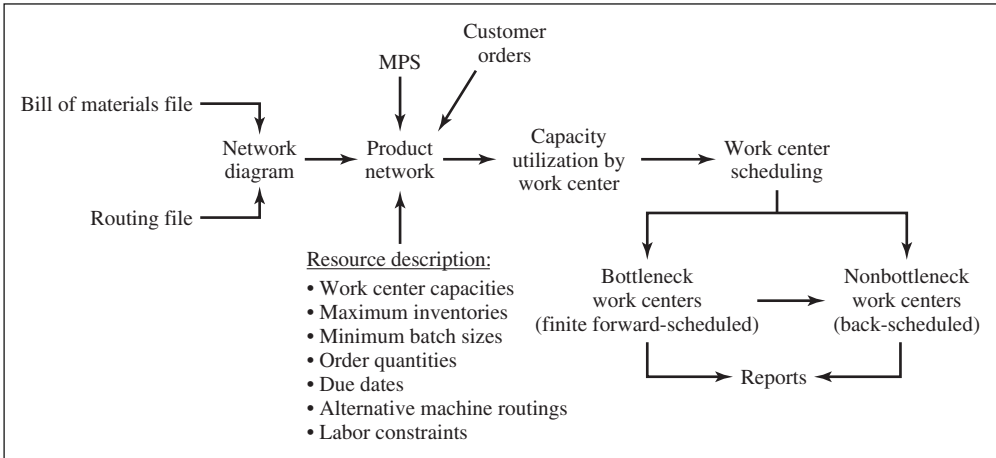 Customer
orders
MPS
Bill of materials file
Network
diagram
Product
network
Capacity
utilization by
work center
Work center
scheduling
Routing file
Resource description:
• Work center capacities
• Maximum inventories
• Minimum batch sizes
• Order quantities
• Due dates
• Alternative machine routings
• Labor constraints
Bottleneck
work centers
(finite forward-scheduled)
Nonbottleneck
work centers
(back-scheduled)
Reports